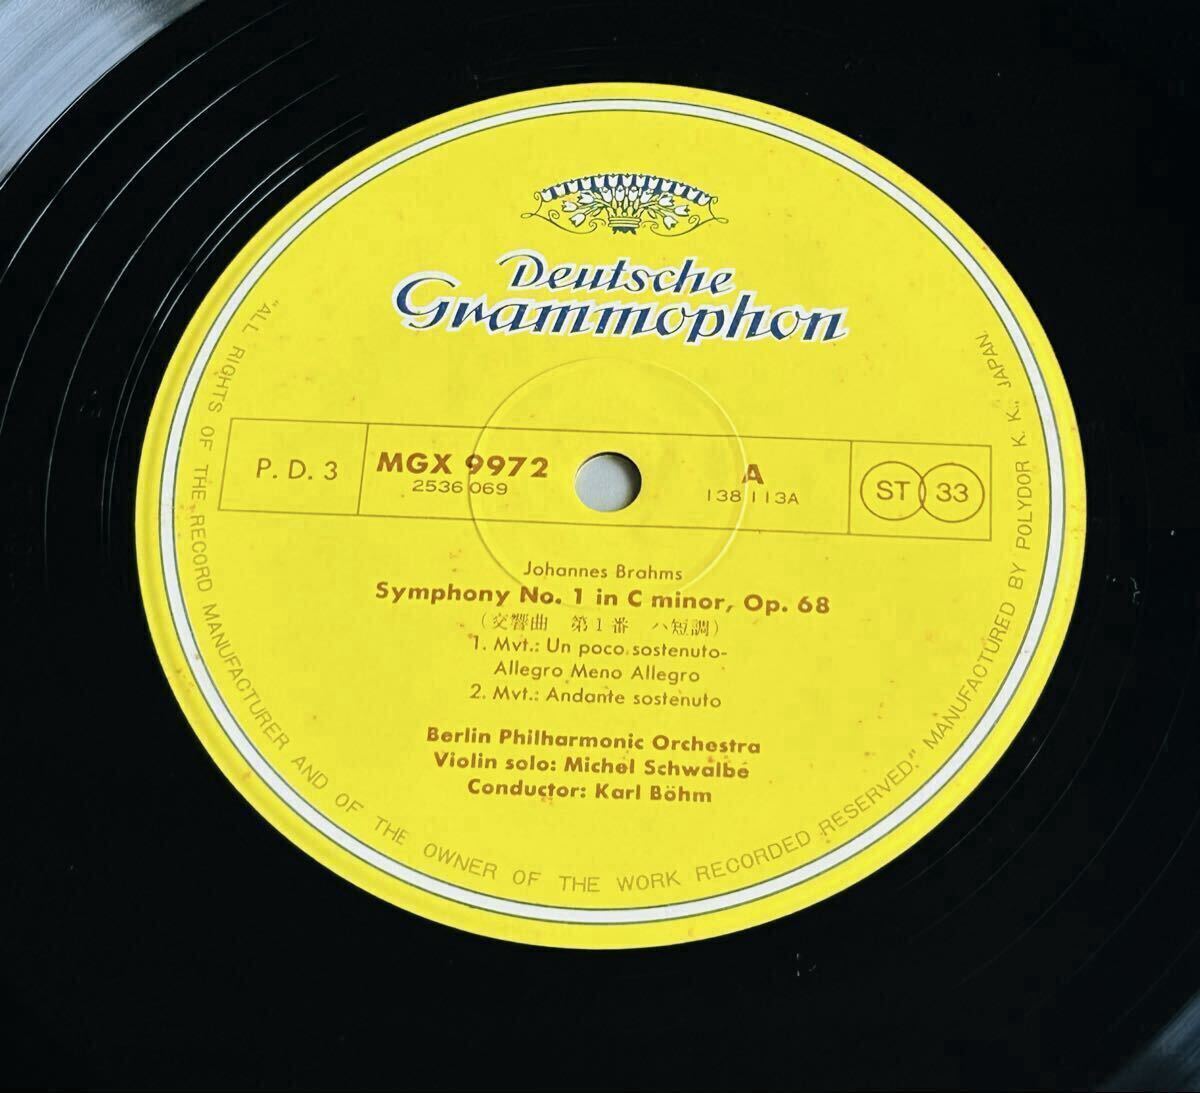 Deutsche
Grammophon
P. D. 3
MGX 9972
2536 069
A
138 113A
ST 33
Johannes Brahms
Symphony No. 1 in C minor, Op. 68
(交響曲 第1番 ハ短調)
1. Mvt.: Un poco sostenuto-
Allegro Meno Allegro
2. Mvt.: Andante sostenuto
Berlin Philharmonic Orchestra
Violin solo: Michel Schwalbé
Conductor: Karl Böhm
"ALL RIGHTS OF THE RECORD MANUFACTURER AND OF THE OWNER OF THE WORK RECORDED RESERVED." MANUFACTURED BY POLYDOR K. K., JAPAN.